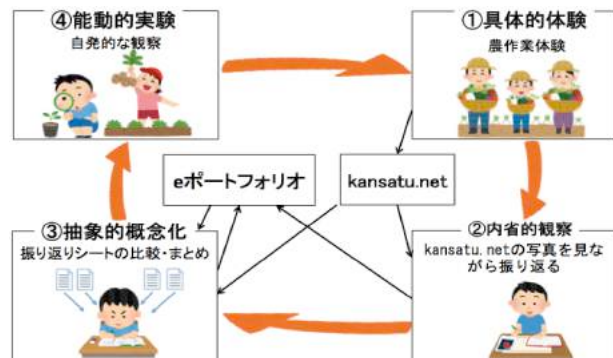 ④能動的実験
自発的な観察
①具体的体験
農作業体験
eポートフォリオ
kansatu.net
③抽象的概念化
振り返りシートの比較・まとめ
②内省的観察
kansatu.netの写真を見な
がら振り返る